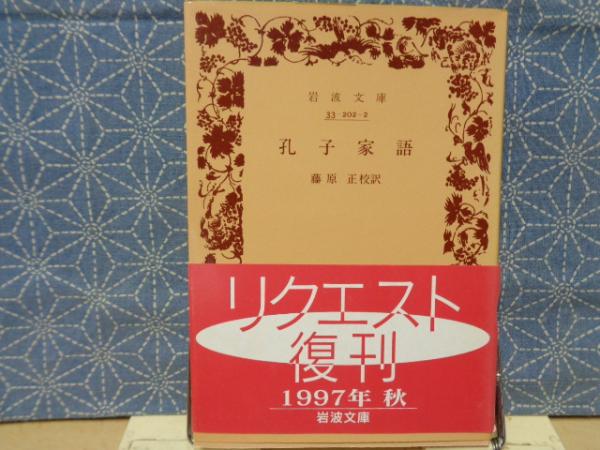 岩波文庫
33-202-2
孔子家語
藤原 正校訳
リクエスト
復刊
1997年 秋
岩波文庫